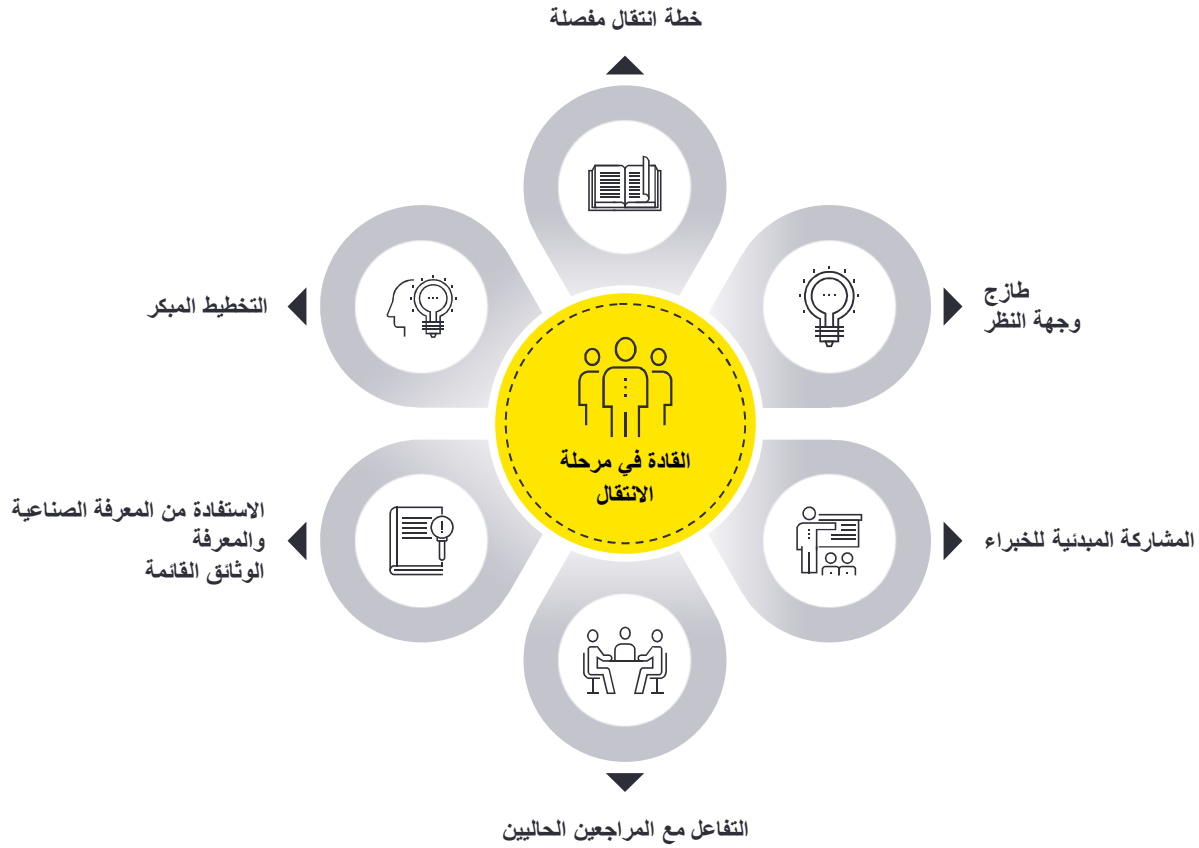 خطة انتقال مفصلة
طازج
وجهة النظر
التخطيط المبكر
القادة في مرحلة
الانتقال
الاستفادة من المعرفة الصناعية
والمعرفة
الوثائق القائمة
المشاركة المبدئية للخبراء
التفاعل مع المراجعين الحاليين